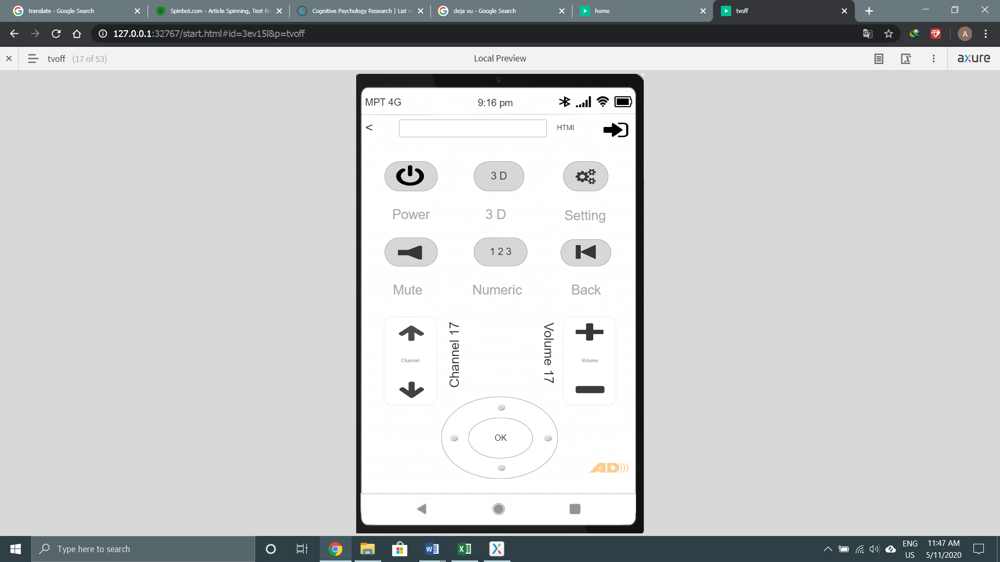 translate - Google Search
Spinbot.com - Article Spinning, Text Re
Cognitive Psychology Research | List o
deja vu - Google Search
home
tvoff
127.0.0.1:32767/start.html#id=3ev15l&p=tvoff
A
tvoff (17 of 53)
Local Preview
axure
MPT 4G
9:16 pm
<
HTMI
3 D
Power
3 D
Setting
1 2 3
Mute
Numeric
Back
Channel
Channel 17
Volume 17
Volume
OK
AD
Type here to search
ENG
US
11:47 AM
5/11/2020